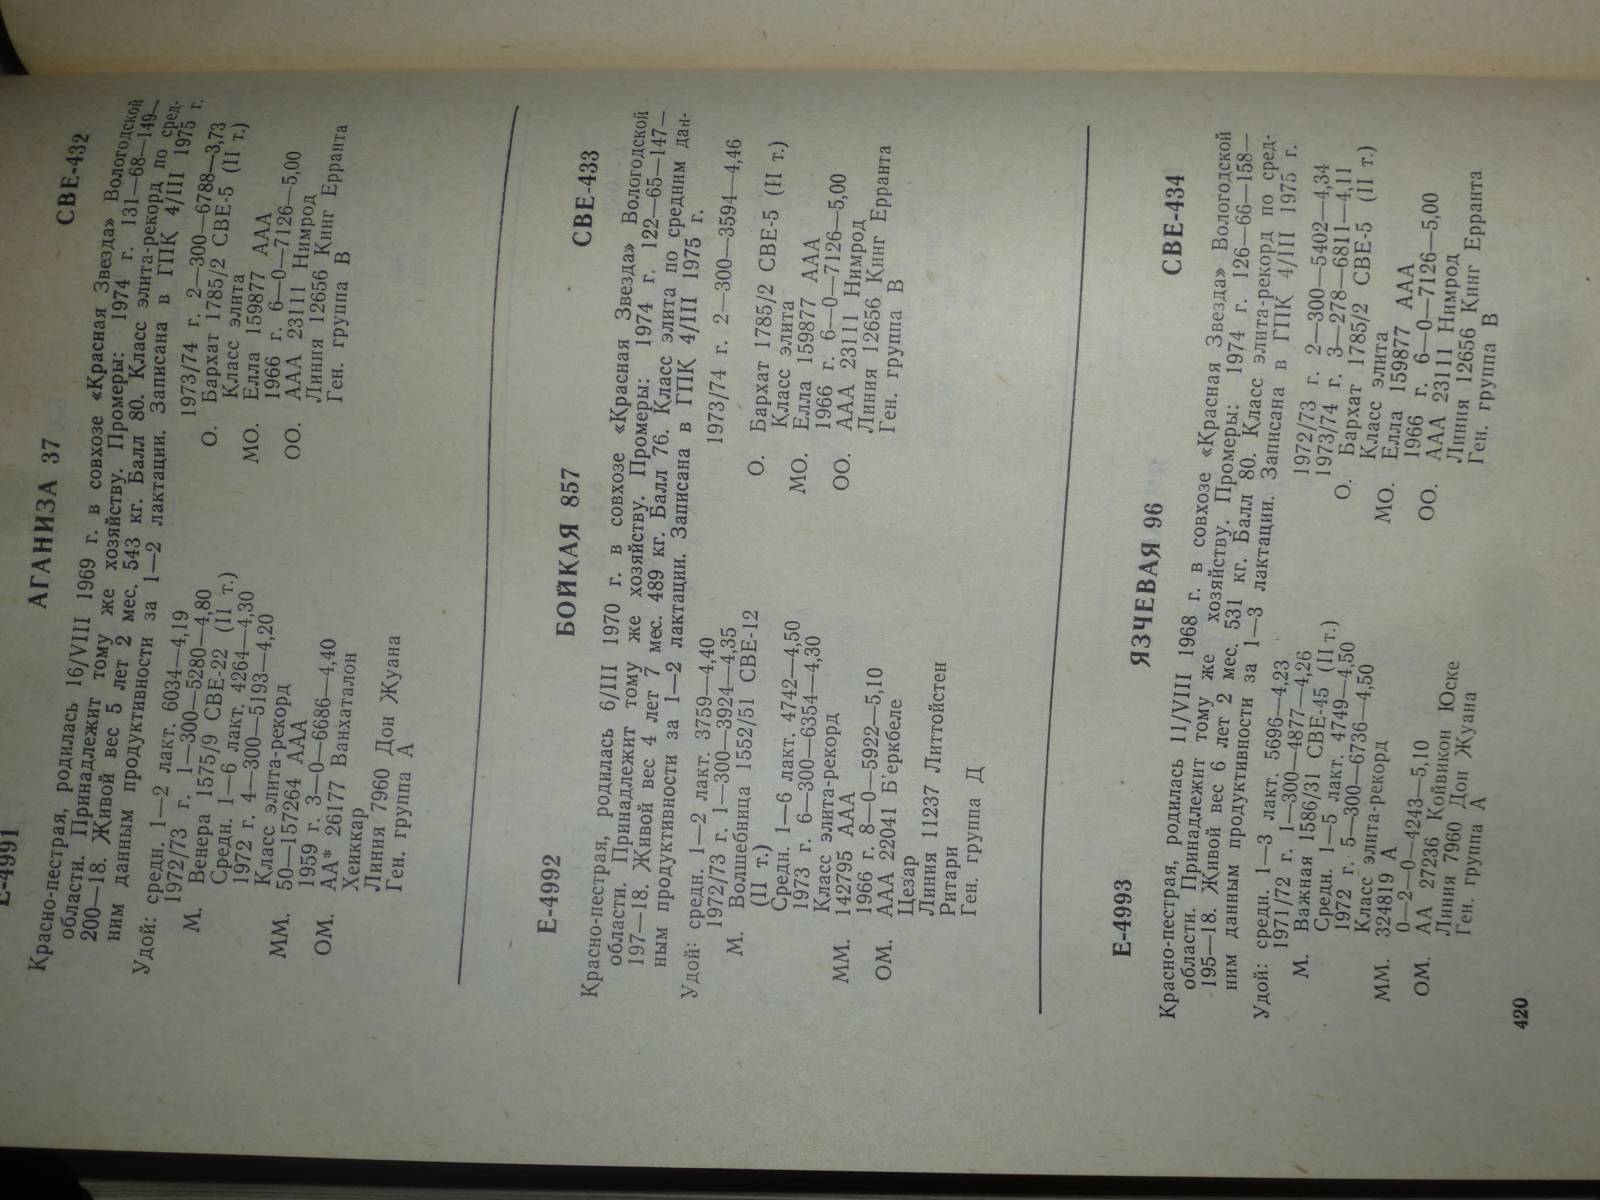 Е-4991 АГАНИЗА 37 СВЕ-432
Красно-пестрая, родилась 16/VIII 1969 г. в совхозе «Красная Звезда» Вологодской
области. Принадлежит тому же хозяйству. Промеры: 1974 г. 131—68—149—
200—18. Живой вес 5 лет 2 мес. 543 кг. Балл 80. Класс элита-рекорд по сред-
ним данным продуктивности за 1—2 лактации. Записана в ГПК 4/III 1975 г.
Удой: средн. 1—2 лакт. 6034—4,19
1972/73 г. 1—300—5280—4,80
М. Венера 1575/9 СВЕ-22 (II т.)
Средн. 1—6 лакт. 4264—4,30
1972 г. 4—300—5193—4,20
Класс элита-рекорд
ММ. 50—157264 ААА
1959 г. 3—0—6686—4,40
ОМ. АА* 26177 Ванхаталон
Хеиккар
Линия 7960 Дон Жуана
Ген. группа А
1973/74 г. 2—300—6788—3,73
О. Бархат 1785/2 СВЕ-5 (II т.)
Класс элита
МО. Елла 159877 ААА
1966 г. 6—0—7126—5,00
ОО. ААА 23111 Нимрод
Линия 12656 Кинг Ерранта
Ген. группа В
Е-4992 БОЙКАЯ 857 СВЕ-433
Красно-пестрая, родилась 6/III 1970 г. в совхозе «Красная Звезда» Вологодской
области. Принадлежит тому же хозяйству. Промеры: 1974 г. 122—65—147—
197—18. Живой вес 4 лет 7 мес. 489 кг. Балл 76. Класс элита по средним дан-
ным продуктивности за 1—2 лактации. Записана в ГПК 4/III 1975 г.
Удой: средн. 1—2 лакт. 3759—4,40
1972/73 г. 1—300—3924—4,35
М. Волшебница 1552/51 СВЕ-12
(II т.)
Средн. 1—6 лакт. 4742—4,50
1973 г. 6—300—6354—4,30
Класс элита-рекорд
ММ. 142795 ААА
1966 г. 8—0—5922—5,10
ОМ. ААА 22041 Б'еркбеле
Цезар
Линия 11237 Литтойстен
Ритари
Ген. группа Д
1973/74 г. 2—300—3594—4,46
О. Бархат 1785/2 СВЕ-5 (II т.)
Класс элита
МО. Елла 159877 ААА
1966 г. 6—0—7126—5,00
ОО. ААА 23111 Нимрод
Линия 12656 Кинг Ерранта
Ген. группа В
Е-4993 ЯЗЧЕВАЯ 96 СВЕ-434
Красно-пестрая, родилась 11/VIII 1968 г. в совхозе «Красная Звезда» Вологодской
области. Принадлежит тому же хозяйству. Промеры: 1974 г. 126—66—158—
195—18. Живой вес 6 лет 2 мес. 531 кг. Балл 80. Класс элита-рекорд по сред-
ним данным продуктивности за 1—3 лактации. Записана в ГПК 4/III 1975 г.
Удой: средн. 1—3 лакт. 5696—4,23
1971/72 г. 1—300—4877—4,26
М. Важная 1586/31 СВЕ-45 (II т.)
Средн. 1—5 лакт. 4749—4,50
1972 г. 5—300—6736—4,50
Класс элита-рекорд
ММ. 324819 А
0—2—0—4243—5,10
ОМ. АА 27236 Койвикон Юске
Линия 7960 Дон Жуана
Ген. группа А
1972/73 г. 2—300—5402—4,34
1973/74 г. 3—278—6811—4,11
О. Бархат 1785/2 СВЕ-5 (II т.)
Класс элита
МО. Елла 159877 ААА
1966 г. 6—0—7126—5,00
ОО. ААА 23111 Нимрод
Линия 12656 Кинг Ерранта
Ген. группа В
420